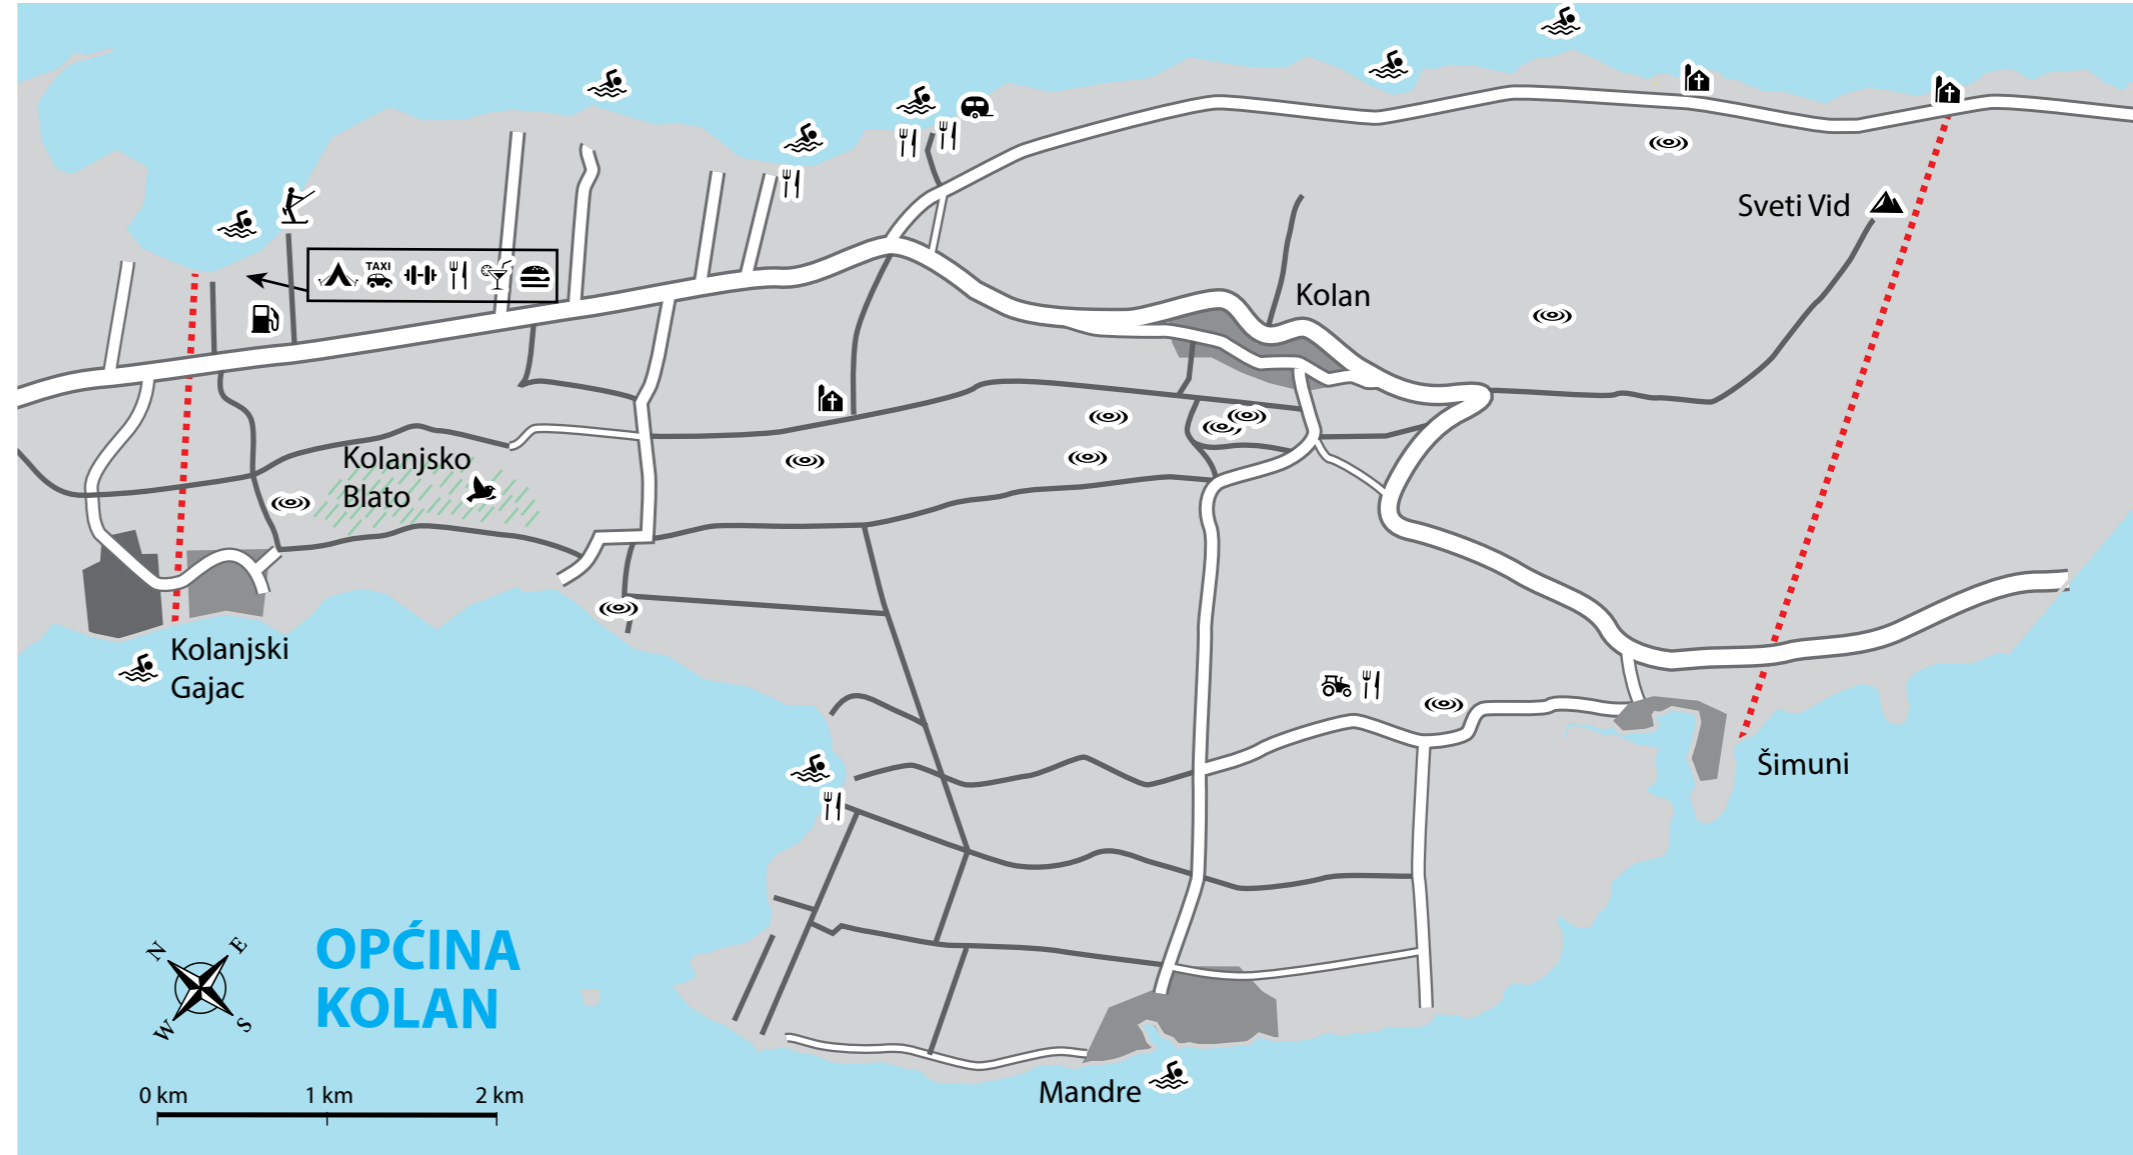 TAXI
Sveti Vid
Kolan
Kolanjsko
Blato
Kolanjski
Gajac
Šimuni
N
E
W
S
OPĆINA
KOLAN
0 km
1 km
2 km
Mandre